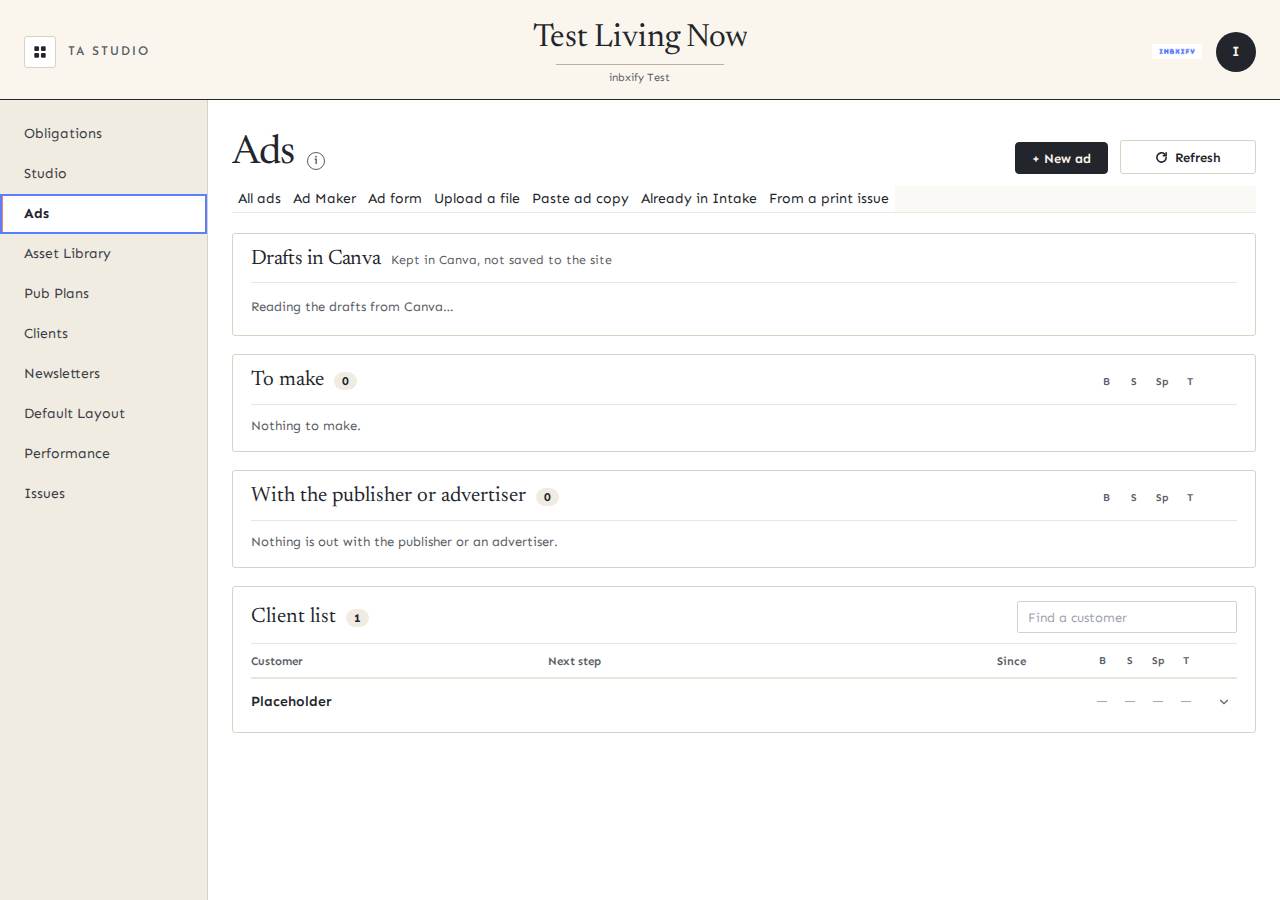 TA STUDIO
Test Living Now
inbxify Test
INBXIFY
I
Obligations
Studio
Ads
Asset Library
Pub Plans
Clients
Newsletters
Default Layout
Performance
Issues
Ads
i
+ New ad
Refresh
All ads Ad Maker Ad form Upload a file Paste ad copy Already in Intake From a print issue
Drafts in Canva Kept in Canva, not saved to the site
Reading the drafts from Canva...
To make 0 B S Sp T
Nothing to make.
With the publisher or advertiser 0 B S Sp T
Nothing is out with the publisher or an advertiser.
Client list 1 Find a customer
Customer Next step Since B S Sp T
Placeholder — — — —